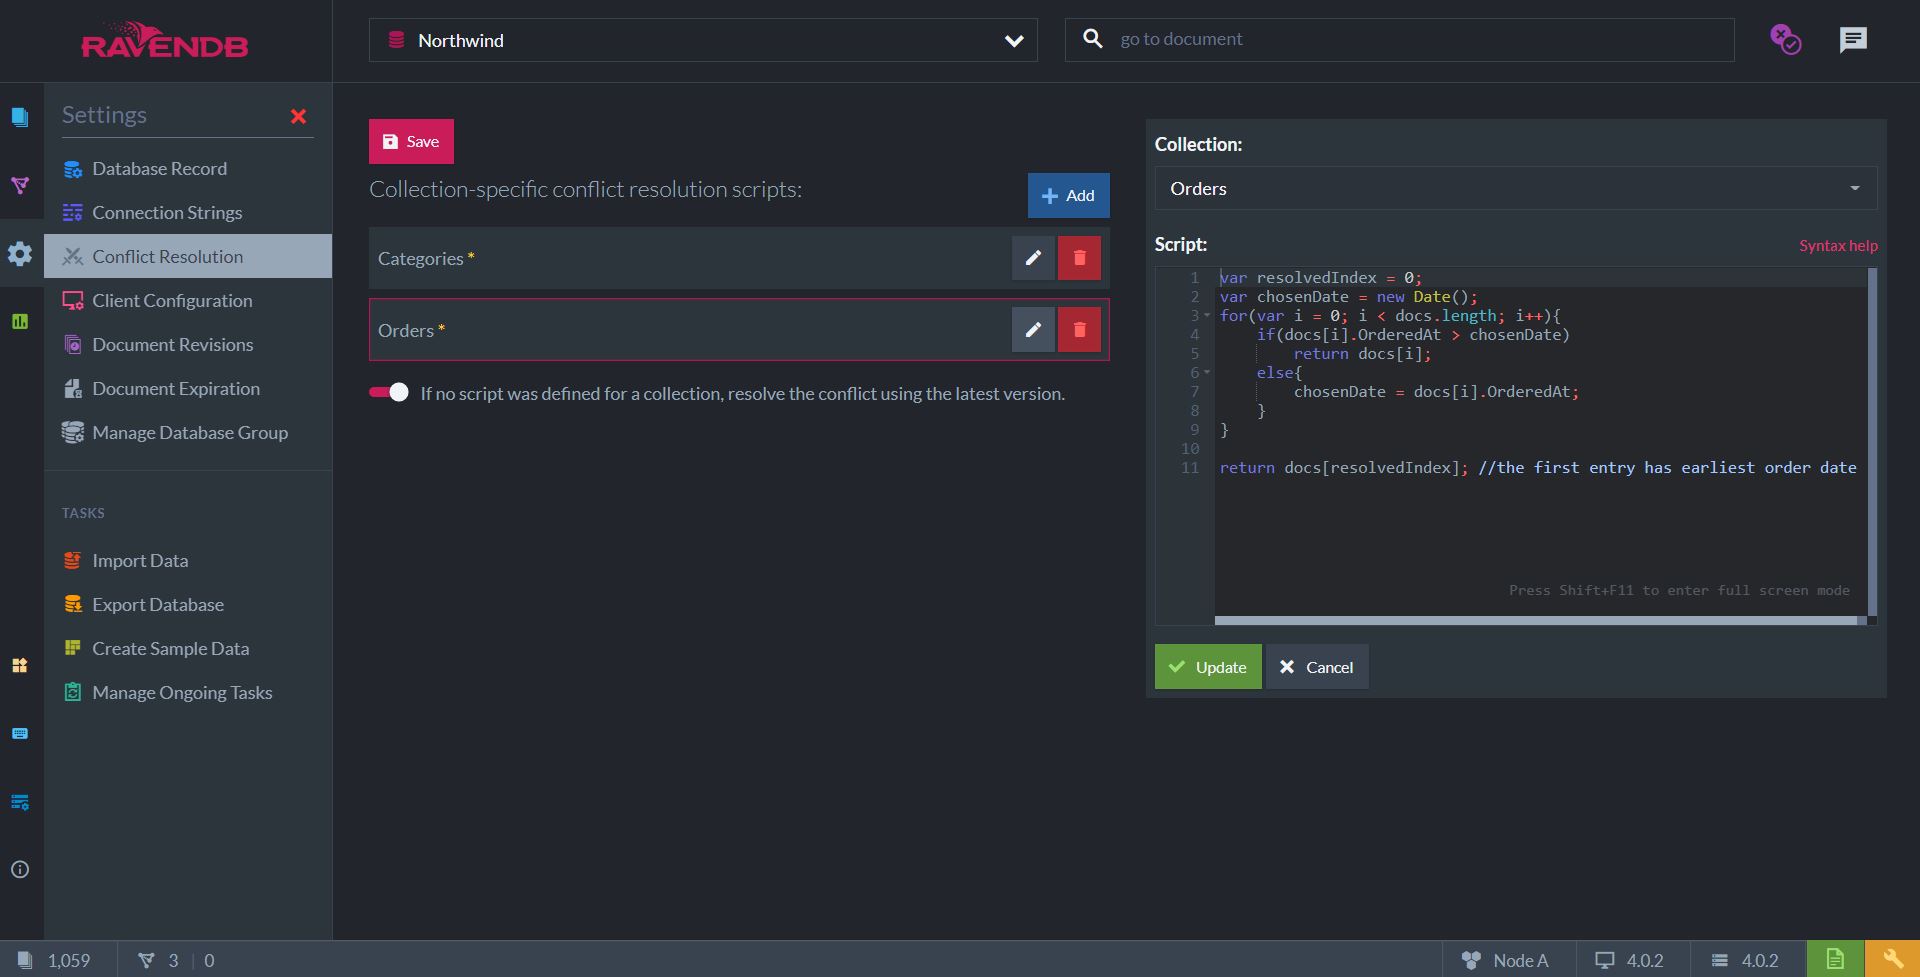 RAVENDB
Northwind
go to document
Settings
Database Record
Connection Strings
Conflict Resolution
Client Configuration
Document Revisions
Document Expiration
Manage Database Group
TASKS
Import Data
Export Database
Create Sample Data
Manage Ongoing Tasks
Save
Collection-specific conflict resolution scripts:
Add
Categories *
Orders *
If no script was defined for a collection, resolve the conflict using the latest version.
Collection:
Orders
Script:
Syntax help
1 var resolvedIndex = 0;
2 var chosenDate = new Date();
3 for(var i = 0; i < docs.length; i++){
4     if(docs[i].OrderedAt > chosenDate)
5         return docs[i];
6     else{
7         chosenDate = docs[i].OrderedAt;
8     }
9 }
10
11 return docs[resolvedIndex]; //the first entry has earliest order date
Press Shift+F11 to enter full screen mode
Update
Cancel
1,059
3 | 0
Node A
4.0.2
4.0.2